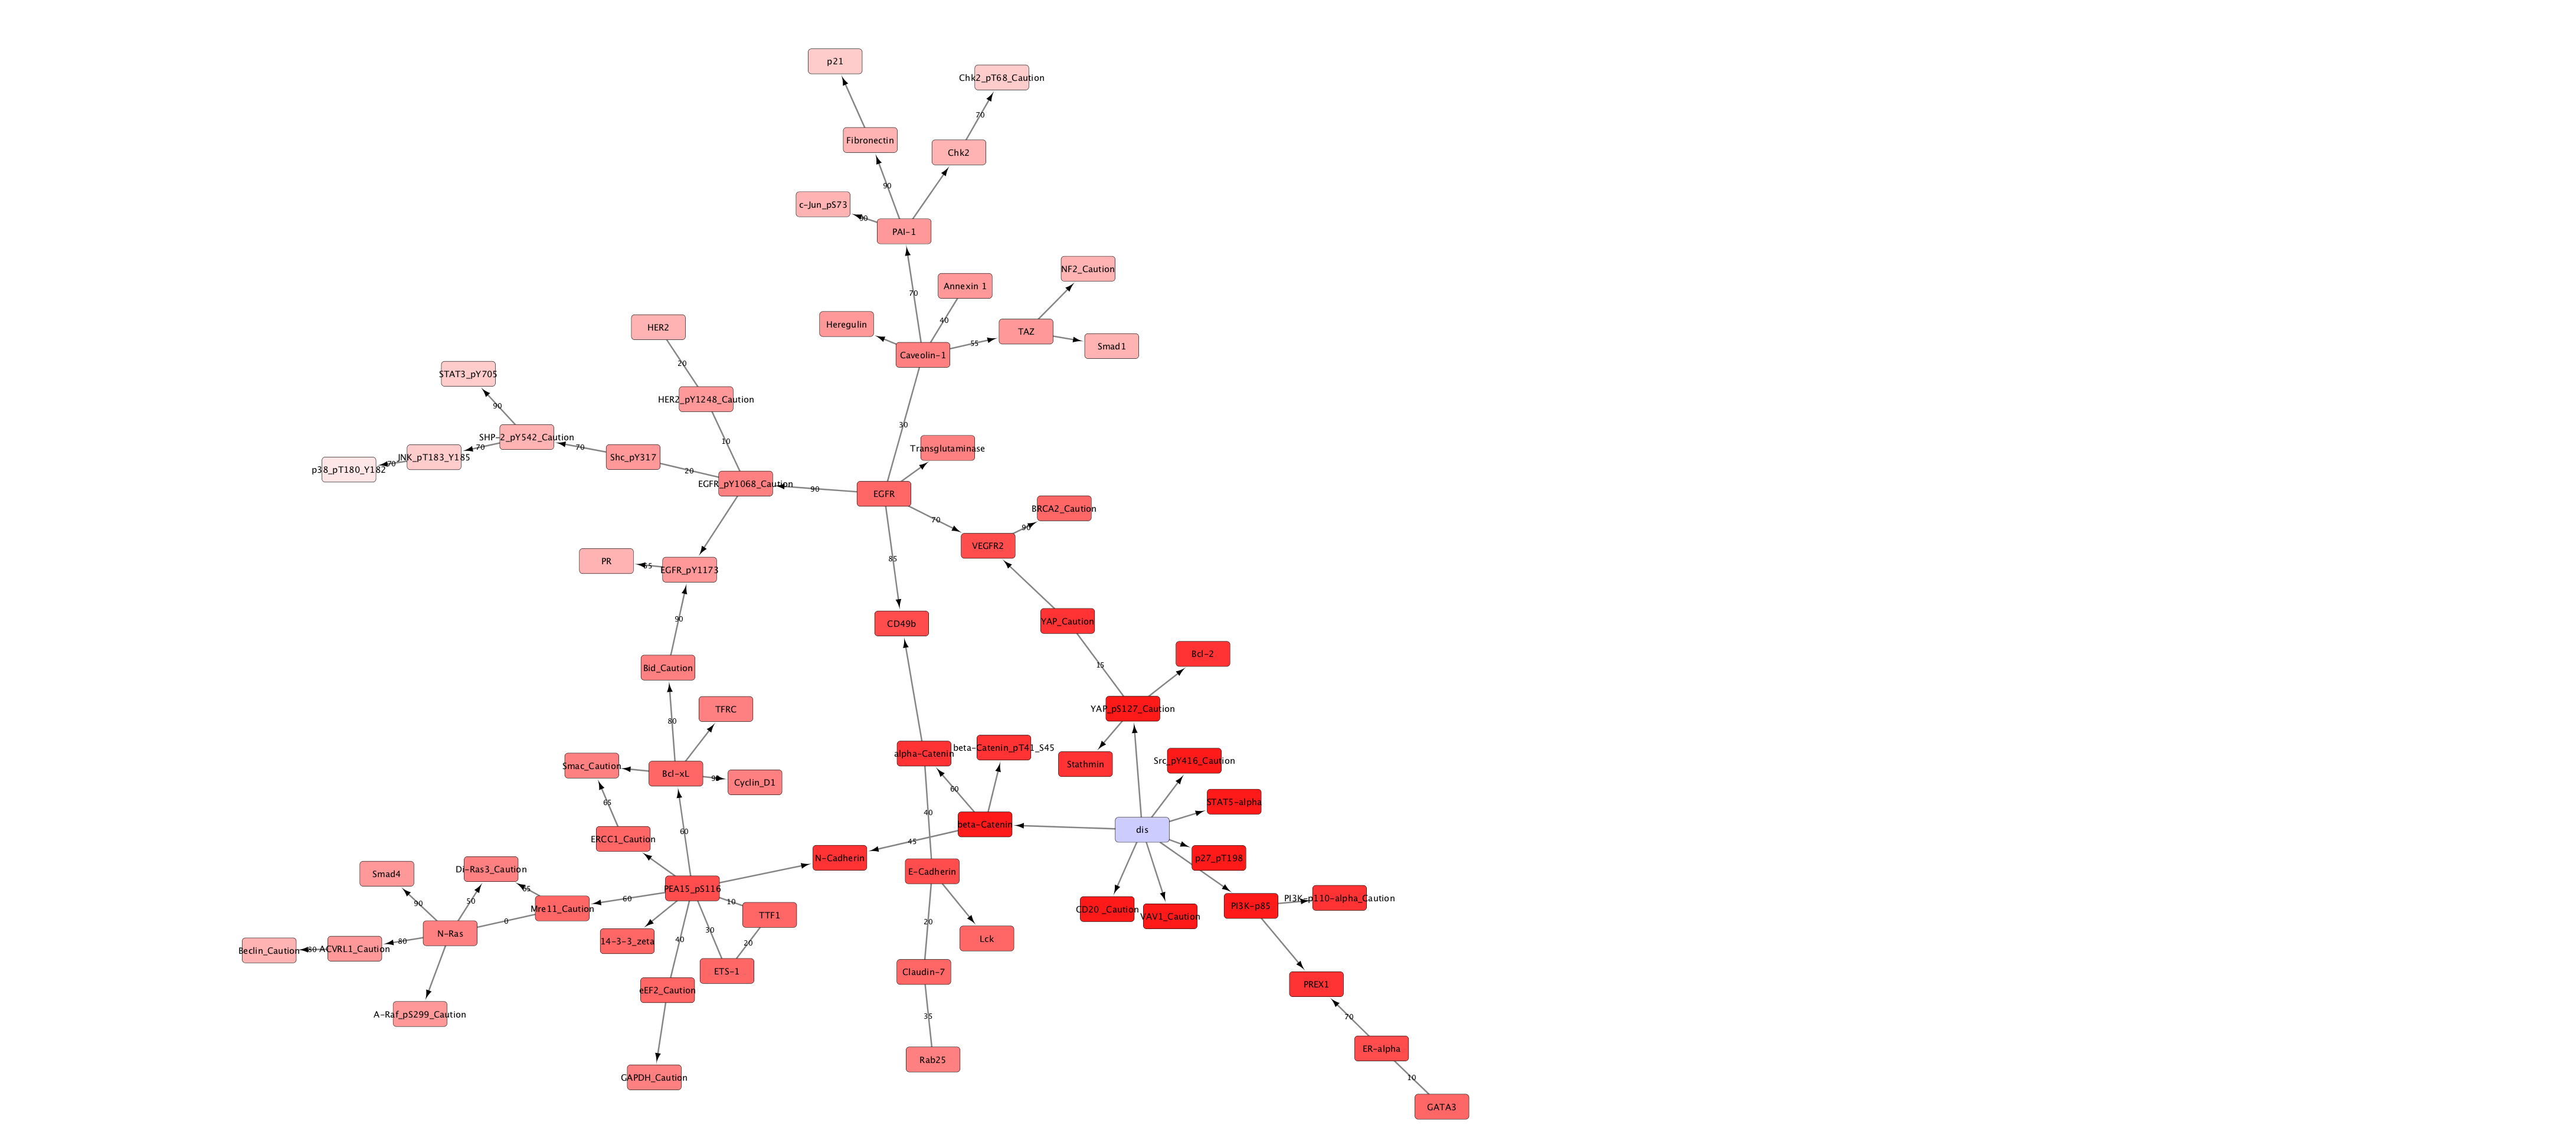 p21
Chk2_pT68_Caution
70
Fibronectin
Chk2
90
c-Jun_pS73
PAI-1
NF2_Caution
Annexin 1
70
40
Heregulin
TAZ
55
Smad1
HER2
Caveolin-1
20
STAT3_pY705
HER2_pY1248_Caution
90
30
SHP-2_pY542_Caution
10
70
70
Transglutaminase
JNK_pT183_Y185
Shc_pY317
p38_pT180_Y182
70
20
EGFR_pY1068_Caution
90
EGFR
BRCA2_Caution
70
90
VEGFR2
85
PR
EGFR_pY1173
90
CD49b
YAP_Caution
Bcl-2
15
Bid_Caution
TFRC
YAP_pS127_Caution
80
alpha-Catenin
beta-Catenin_pT41_S45
Stathmin
Src_pY416_Caution
Smac_Caution
Bcl-xL
Cyclin_D1
60
STAT5-alpha
65
40
beta-Catenin
dis
60
ERCC1_Caution
45
N-Cadherin
p27_pT198
Smad4
Di-Ras3_Caution
E-Cadherin
PEA15_pS116
65
60
10
PI3K-p110-alpha_Caution
90
50
Mre11_Caution
TTF1
CD20 _Caution
VAV1_Caution
PI3K-p85
0
20
N-Ras
30
14-3-3_zeta
40
20
Lck
80
Beclin_Caution
80
ACVRL1_Caution
ETS-1
Claudin-7
eEF2_Caution
PREX1
A-Raf_pS299_Caution
35
70
ER-alpha
Rab25
GAPDH_Caution
10
GATA3